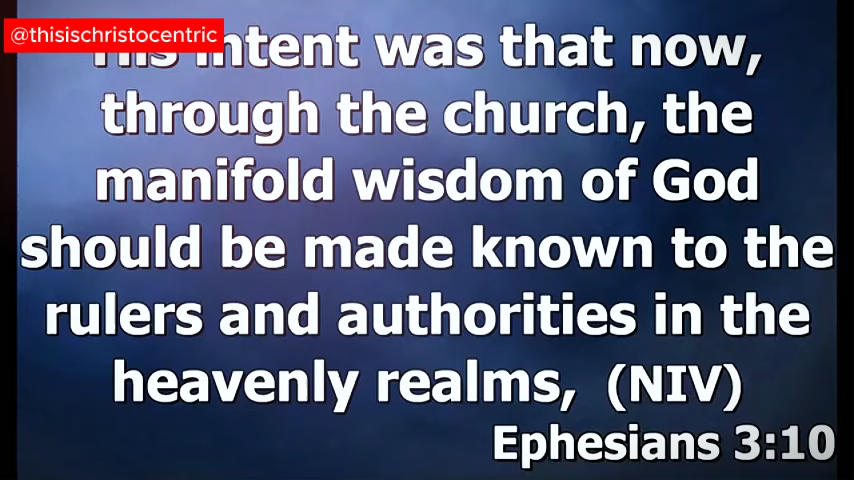 @thisischristocentric
His intent was that now,
through the church, the
manifold wisdom of God
should be made known to the
rulers and authorities in the
heavenly realms, (NIV)
Ephesians 3:10